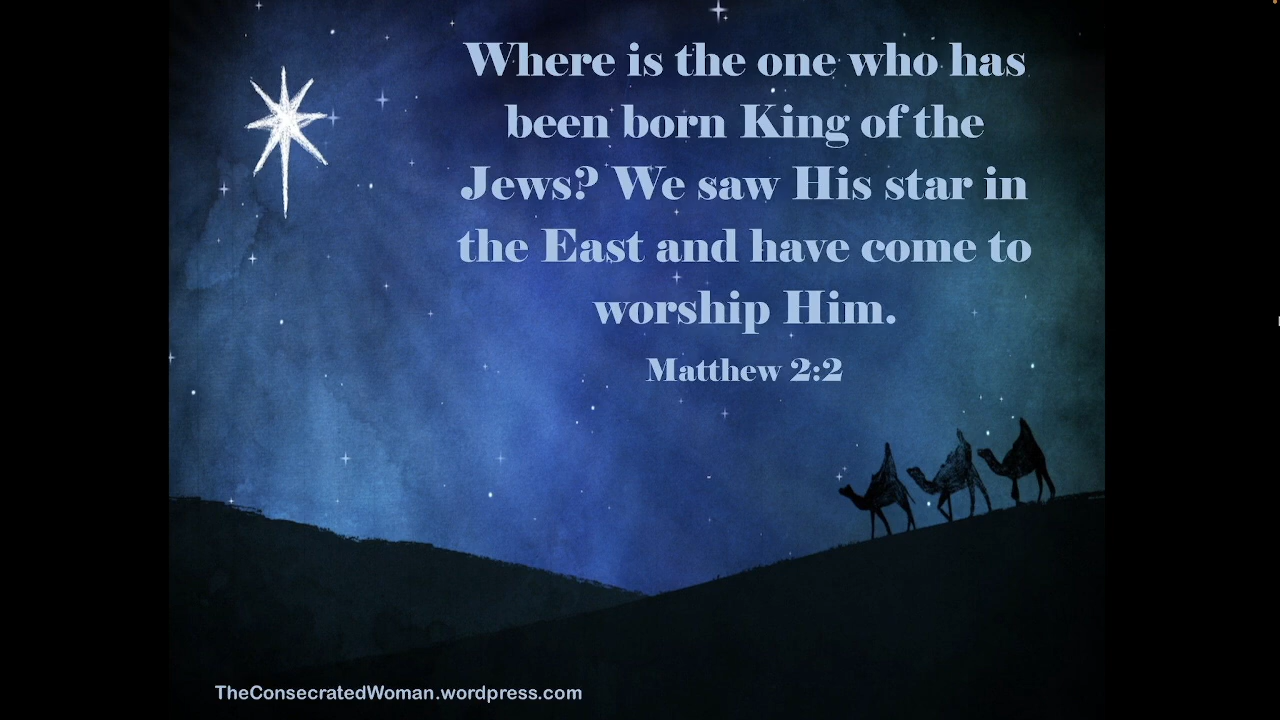 Where is the one who has
been born King of the
Jews? We saw His star in
the East and have come to
worship Him.
Matthew 2:2
TheConsecratedWoman.wordpress.com